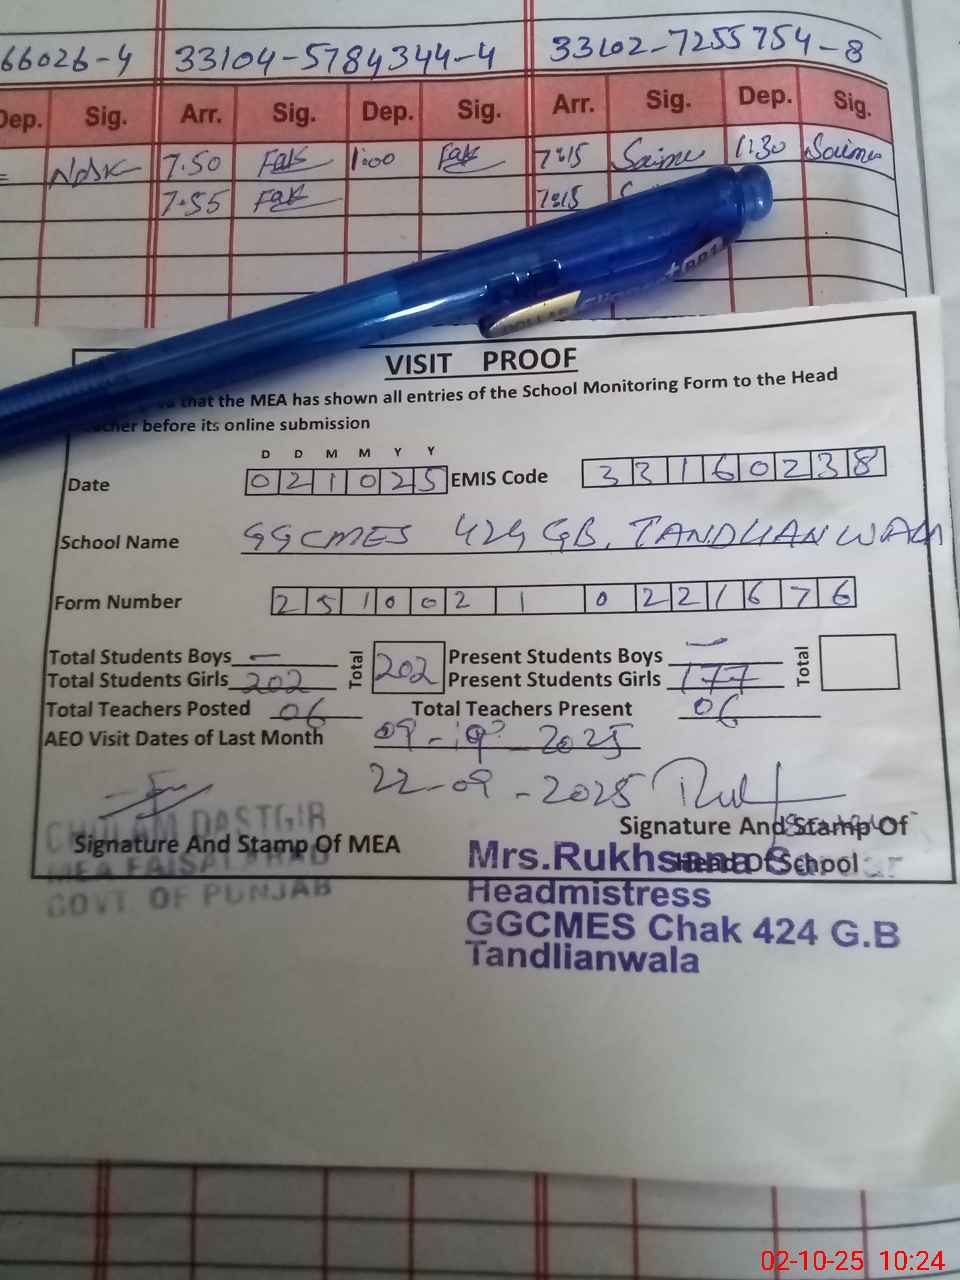 66026-4 33104-5784344-4 33102-7255754-8
Dep. Sig. Arr. Sig. Dep. Sig. Arr. Sig. Dep. Sig.
7.50 1:00 7:15 Saima 1:30 Saima
7.55 7:15
VISIT PROOF
that the MEA has shown all entries of the School Monitoring Form to the Head
before its online submission
D D M M Y Y
Date 0 2 1 0 2 5 EMIS Code 3 3 1 6 0 2 3 8
School Name GGCMES 424 GB, TANDLIANWALA
Form Number 2 5 1 0 0 2 1 0 2 2 1 6 7 6
Total Students Boys — Total 202 Present Students Boys — Total
Total Students Girls 202 Present Students Girls 177
Total Teachers Posted 06 Total Teachers Present 06
AEO Visit Dates of Last Month 09-09-2025
22-09-2025
Signature And Stamp Of MEA Signature And Stamp Of
Head Of School
GHULAM DASTGIR
MEA FAISALABAD
GOVT. OF PUNJAB
Mrs.Rukhsana
Headmistress
GGCMES Chak 424 G.B
Tandlianwala
02-10-25 10:24